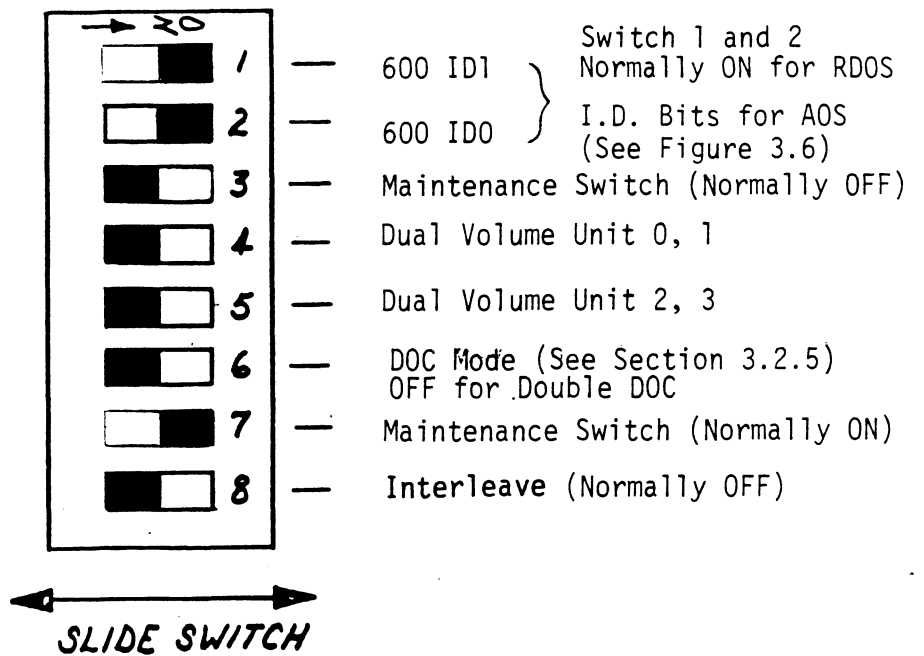 → NO
1 — 600 ID1
Switch 1 and 2
Normally ON for RDOS
2 — 600 ID0
I.D. Bits for AOS
(See Figure 3.6)
3 — Maintenance Switch (Normally OFF)
4 — Dual Volume Unit 0, 1
5 — Dual Volume Unit 2, 3
6 — DOC Mode (See Section 3.2.5)
OFF for Double DOC
7 — Maintenance Switch (Normally ON)
8 — Interleave (Normally OFF)
SLIDE SWITCH